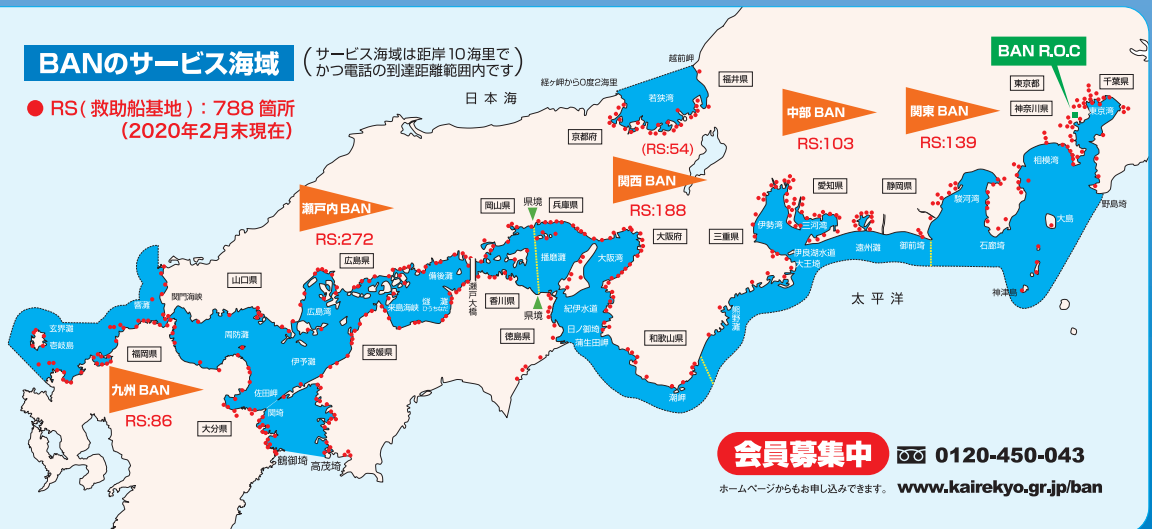 BANのサービス海域
(サービス海域は距岸10海里で
かつ電話の到達距離範囲内です)
● RS(救助船基地):788箇所
(2020年2月末現在)
日本海
経ヶ岬から0度2海里
越前岬
若狭湾
福井県
京都府
(RS:54)
BAN R.O.C
東京都
千葉県
神奈川県
東京湾
中部 BAN
RS:103
関東 BAN
RS:139
関西 BAN
RS:188
瀬戸内 BAN
RS:272
九州 BAN
RS:86
相模湾
野島埼
大島
石廊埼
神津島
駿河湾
静岡県
愛知県
三重県
伊勢湾
三河湾
遠州灘
御前埼
伊良湖水道
大王埼
太平洋
熊野灘
和歌山県
潮岬
岡山県
県境
兵庫県
大阪府
播磨灘
大阪湾
香川県
県境
徳島県
紀伊水道
日ノ御埼
蒲生田岬
瀬戸大橋
備後灘
燧灘
ひうちなだ
来島海峡
広島県
広島湾
愛媛県
伊予灘
山口県
関門海峡
周防灘
響灘
玄界灘
壱岐島
福岡県
佐田岬
関埼
大分県
鶴御埼
高茂埼
会員募集中
0120-450-043
ホームページからもお申し込みできます。
www.kairekyo.gr.jp/ban